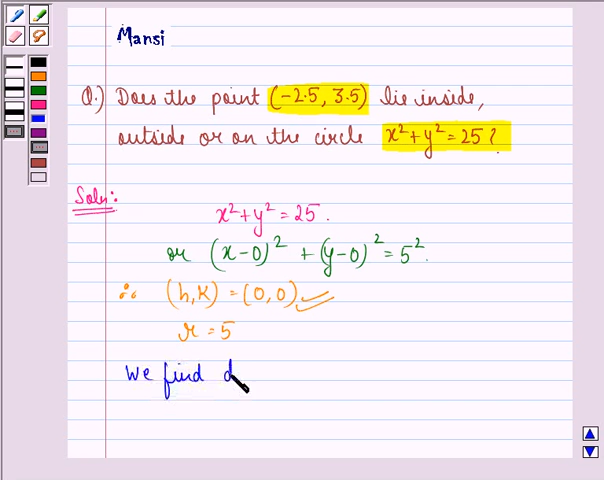 Mansi
Q.) Does the point (-2.5, 3.5) lie inside,
outside or on the circle x² + y² = 25?
Soln:
x² + y² = 25.
or (x-0)² + (y-0)² = 5².
∴ (h,k) = (0,0)
r = 5
We find d